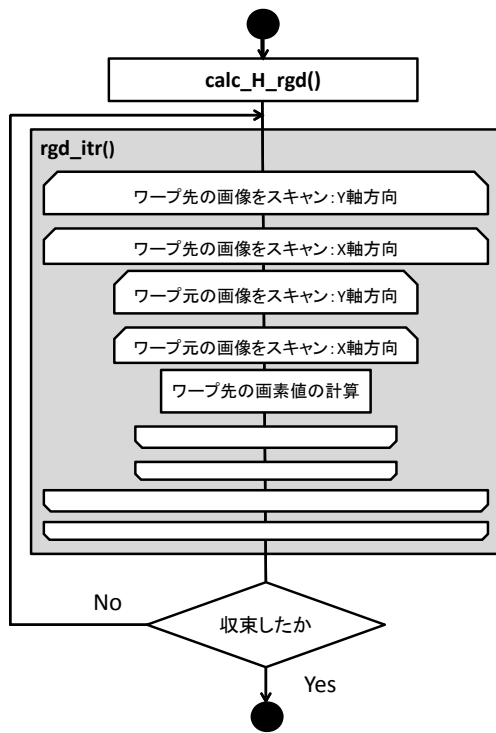 calc_H_rgd()
rgd_itr()
ワープ先の画像をスキャン:Y軸方向
ワープ先の画像をスキャン:X軸方向
ワープ元の画像をスキャン:Y軸方向
ワープ元の画像をスキャン:X軸方向
ワープ先の画素値の計算
No
収束したか
Yes